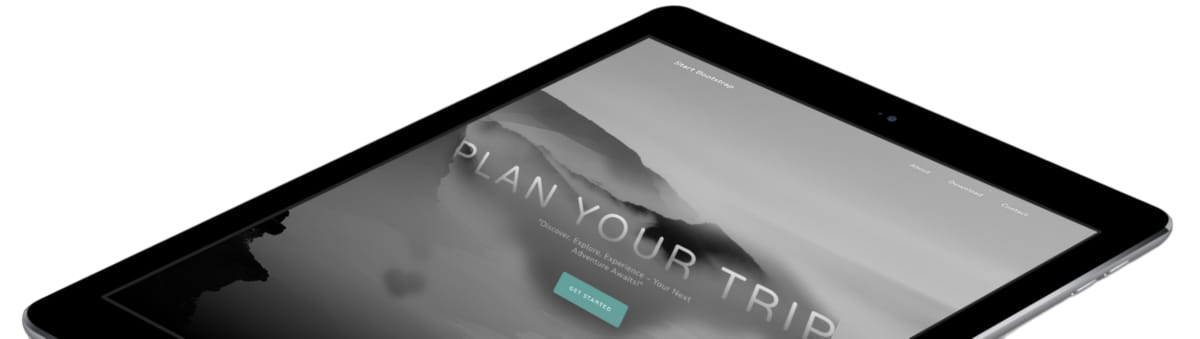 Start Bootstrap
About Download Contact
PLAN YOUR TRIP
"Discover, Explore, Experience – Your Next
Adventure Awaits!"
GET STARTED